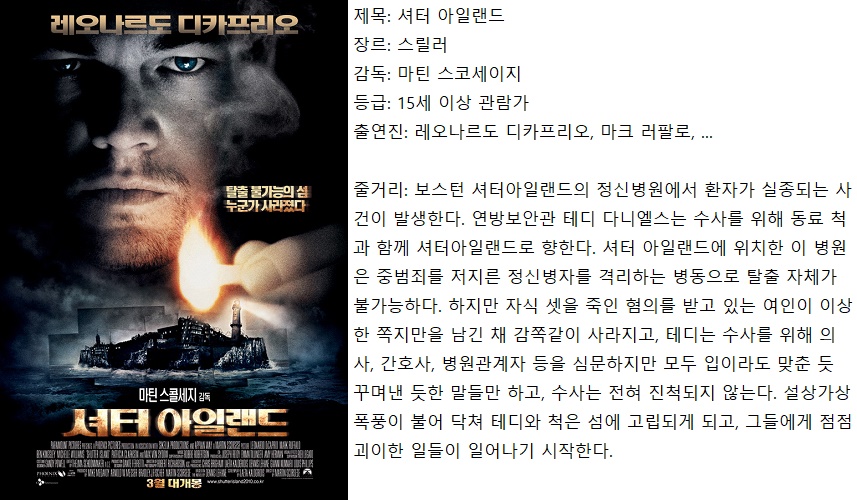 레오나르도 디카프리오
탈출 불가능의 섬
누군가 사라졌다
마틴 스콜세지 감독
셔터 아일랜드
3월 대개봉
www.shutterisland2010.co.kr
제목: 셔터 아일랜드
장르: 스릴러
감독: 마틴 스코세이지
등급: 15세 이상 관람가
출연진: 레오나르도 디카프리오, 마크 러팔로, ...
줄거리: 보스턴 셔터아일랜드의 정신병원에서 환자가 실종되는 사
건이 발생한다. 연방보안관 테디 다니엘스는 수사를 위해 동료 척
과 함께 셔터아일랜드로 향한다. 셔터 아일랜드에 위치한 이 병원
은 중범죄를 저지른 정신병자를 격리하는 병동으로 탈출 자체가
불가능하다. 하지만 자식 셋을 죽인 혐의를 받고 있는 여인이 이상
한 쪽지만을 남긴 채 감쪽같이 사라지고, 테디는 수사를 위해 의
사, 간호사, 병원관계자 등을 심문하지만 모두 입이라도 맞춘 듯
꾸며낸 듯한 말들만 하고, 수사는 전혀 진척되지 않는다. 설상가상
폭풍이 불어 닥쳐 테디와 척은 섬에 고립되게 되고, 그들에게 점점
괴이한 일들이 일어나기 시작한다.